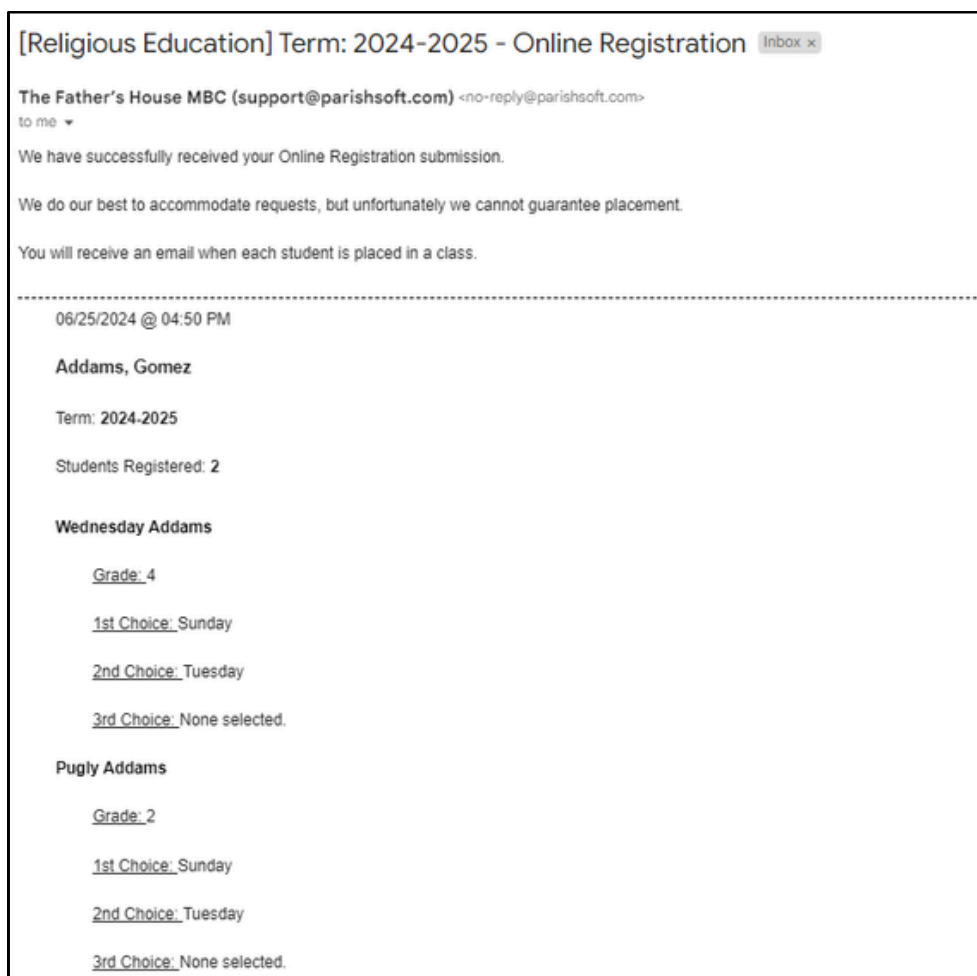 [Religious Education] Term: 2024-2025 - Online Registration Inbox x
The Father's House MBC (support@parishsoft.com) <no-reply@parishsoft.com>
to me
We have successfully received your Online Registration submission.
We do our best to accommodate requests, but unfortunately we cannot guarantee placement.
You will receive an email when each student is placed in a class.
06/25/2024 @ 04:50 PM
Addams, Gomez
Term: 2024-2025
Students Registered: 2
Wednesday Addams
Grade: 4
1st Choice: Sunday
2nd Choice: Tuesday
3rd Choice: None selected.
Pugly Addams
Grade: 2
1st Choice: Sunday
2nd Choice: Tuesday
3rd Choice: None selected.